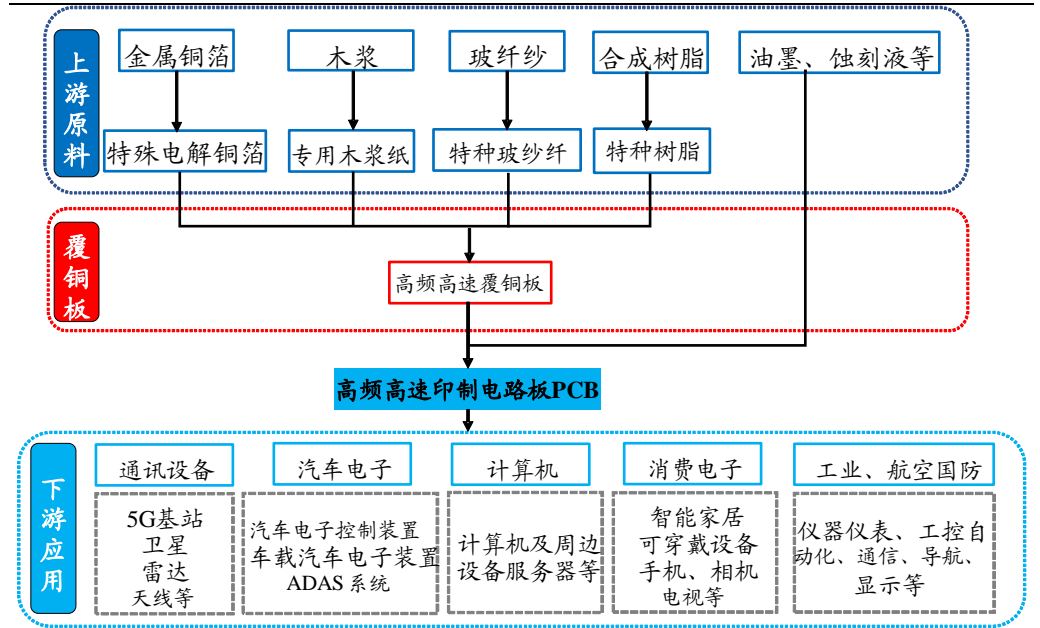 上游原料
金属铜箔
木浆
玻纤纱
合成树脂
油墨、蚀刻液等
特殊电解铜箔
专用木浆纸
特种玻纱纤
特种树脂
覆铜板
高频高速覆铜板
高频高速印制电路板PCB
下游应用
通讯设备
汽车电子
计算机
消费电子
工业、航空国防
5G基站
卫星
雷达
天线等
汽车电子控制装置
车载汽车电子装置
ADAS 系统
计算机及周边
设备服务器等
智能家居
可穿戴设备
手机、相机
电视等
仪器仪表、工控自
动化、通信、导航、
显示等